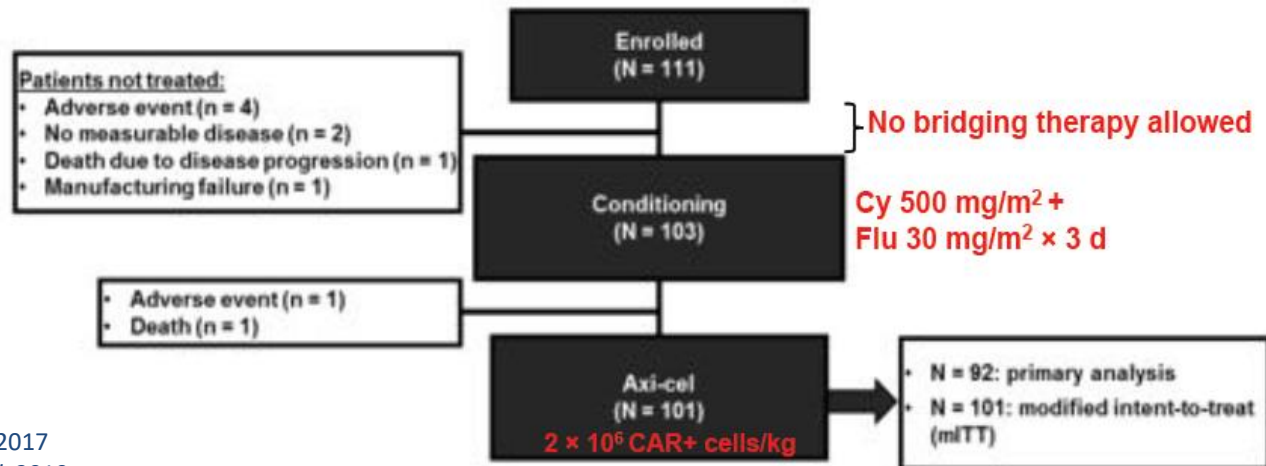 Enrolled
(N = 111)
Patients not treated:
• Adverse event (n = 4)
• No measurable disease (n = 2)
• Death due to disease progression (n = 1)
• Manufacturing failure (n = 1)
No bridging therapy allowed
Conditioning
(N = 103)
Cy 500 mg/m² +
Flu 30 mg/m² × 3 d
• Adverse event (n = 1)
• Death (n = 1)
Axi-cel
(N = 101)
2 × 10⁶ CAR+ cells/kg
• N = 92: primary analysis
• N = 101: modified intent-to-treat
(mITT)
2017